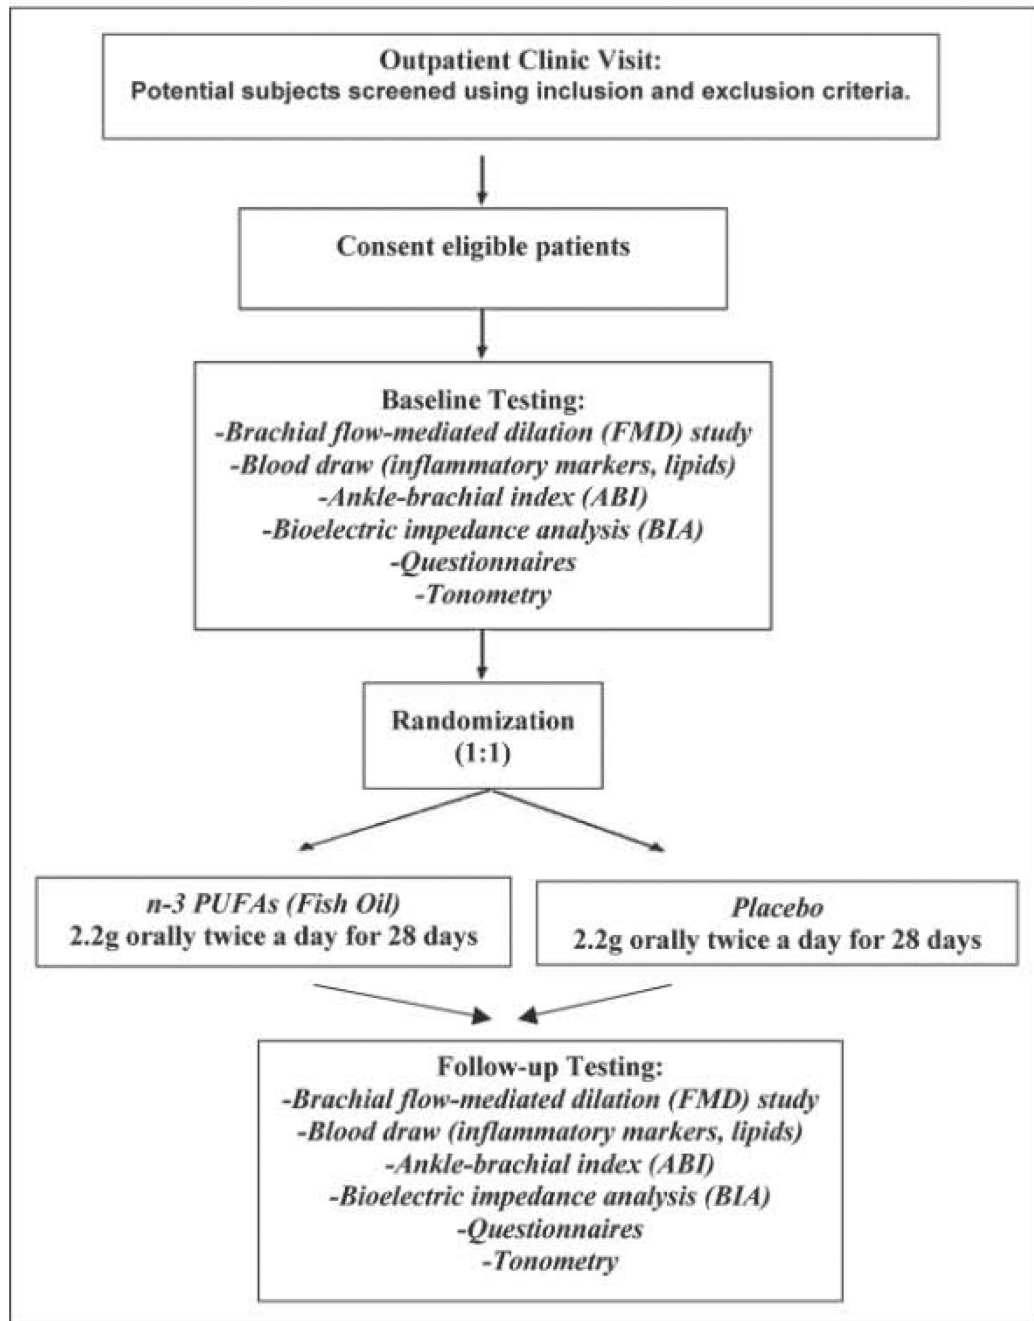 Outpatient Clinic Visit:
Potential subjects screened using inclusion and exclusion criteria.
Consent eligible patients
Baseline Testing:
-Brachial flow-mediated dilation (FMD) study
-Blood draw (inflammatory markers, lipids)
-Ankle-brachial index (ABI)
-Bioelectric impedance analysis (BIA)
-Questionnaires
-Tonometry
Randomization
(1:1)
n-3 PUFAs (Fish Oil)
2.2g orally twice a day for 28 days
Placebo
2.2g orally twice a day for 28 days
Follow-up Testing:
-Brachial flow-mediated dilation (FMD) study
-Blood draw (inflammatory markers, lipids)
-Ankle-brachial index (ABI)
-Bioelectric impedance analysis (BIA)
-Questionnaires
-Tonometry